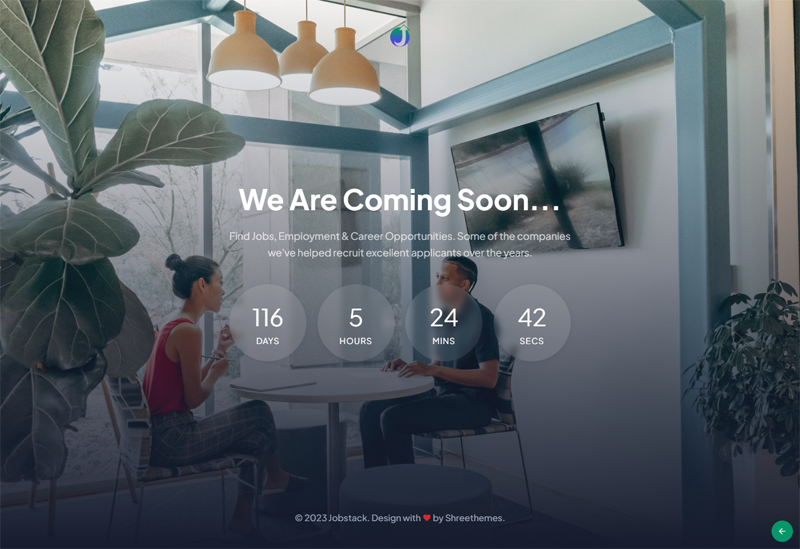 We Are Coming Soon...
Find Jobs, Employment & Career Opportunities. Some of the companies
we've helped recruit excellent applicants over the years.
116
DAYS
5
HOURS
24
MINS
42
SECS
© 2023 Jobstack. Design with ❤ by Shreethemes.